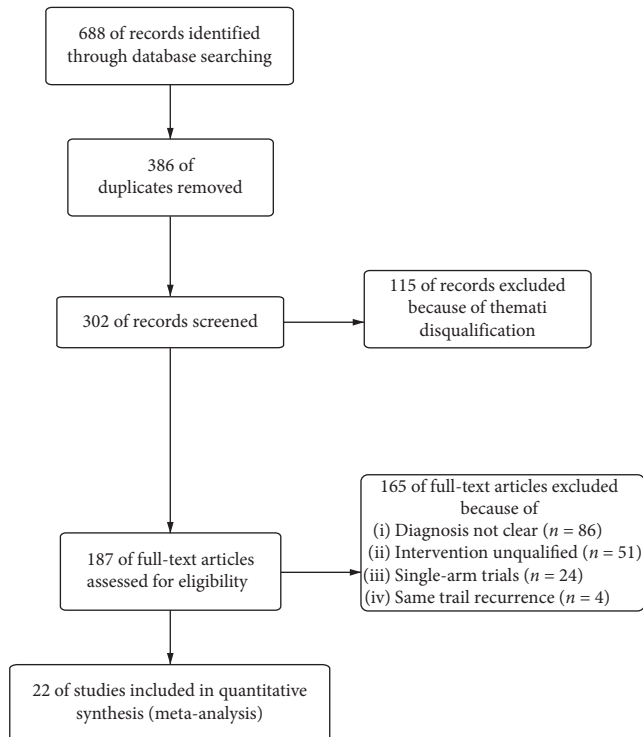 688 of records identified
through database searching
386 of
duplicates removed
302 of records screened
115 of records excluded
because of themati
disqualification
187 of full-text articles
assessed for eligibility
165 of full-text articles excluded
because of
(i) Diagnosis not clear (n = 86)
(ii) Intervention unqualified (n = 51)
(iii) Single-arm trials (n = 24)
(iv) Same trail recurrence (n = 4)
22 of studies included in quantitative
synthesis (meta-analysis)